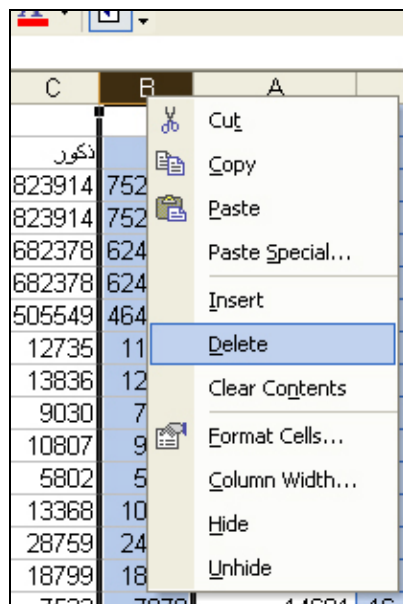 C B A
Cut
ذكور
Copy
823914 752
Paste
823914 752
682378 624
Paste Special...
682378 624
Insert
505549 464
12735 11
Delete
13836 12
Clear Contents
9030 7
10807 9
Format Cells...
5802 5
Column Width...
13368 10
Hide
28759 24
18799 18
Unhide